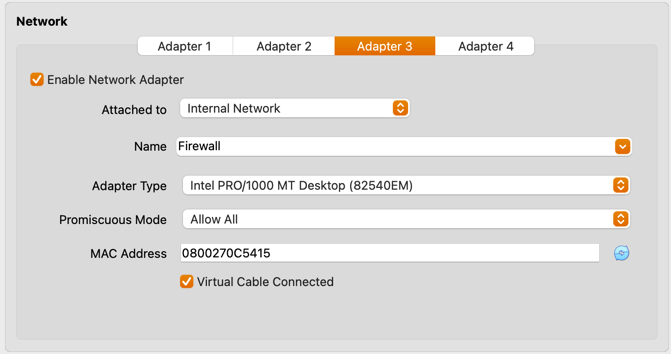 Network
Adapter 1 Adapter 2 Adapter 3 Adapter 4
Enable Network Adapter
Attached to Internal Network
Name Firewall
Adapter Type Intel PRO/1000 MT Desktop (82540EM)
Promiscuous Mode Allow All
MAC Address 0800270C5415
Virtual Cable Connected